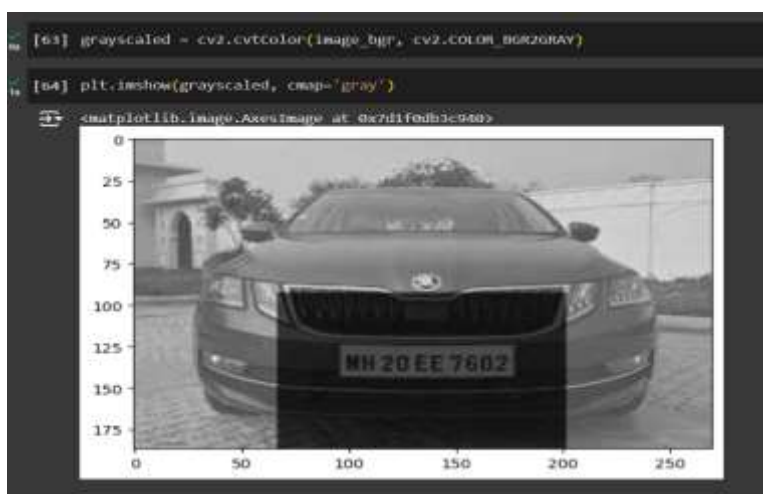 [63] grayscaled = cv2.cvtColor(image_bgr, cv2.COLOR_BGR2GRAY)
[64] plt.imshow(grayscaled, cmap='gray')
<matplotlib.image.AxesImage at 0x7d1f0db3c940>
0
25
50
75
100
125
150
175
MH 20 EE 7602
0 50 100 150 200 250